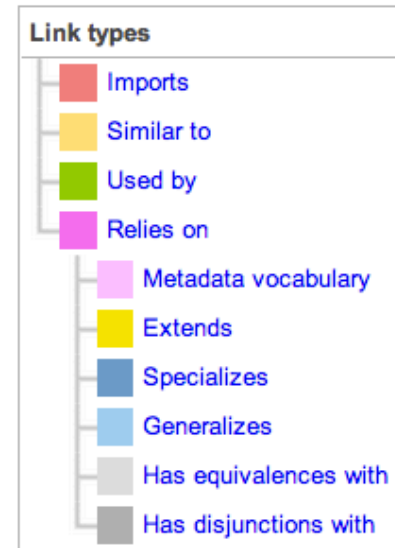 Link types
Imports
Similar to
Used by
Relies on
Metadata vocabulary
Extends
Specializes
Generalizes
Has equivalences with
Has disjunctions with